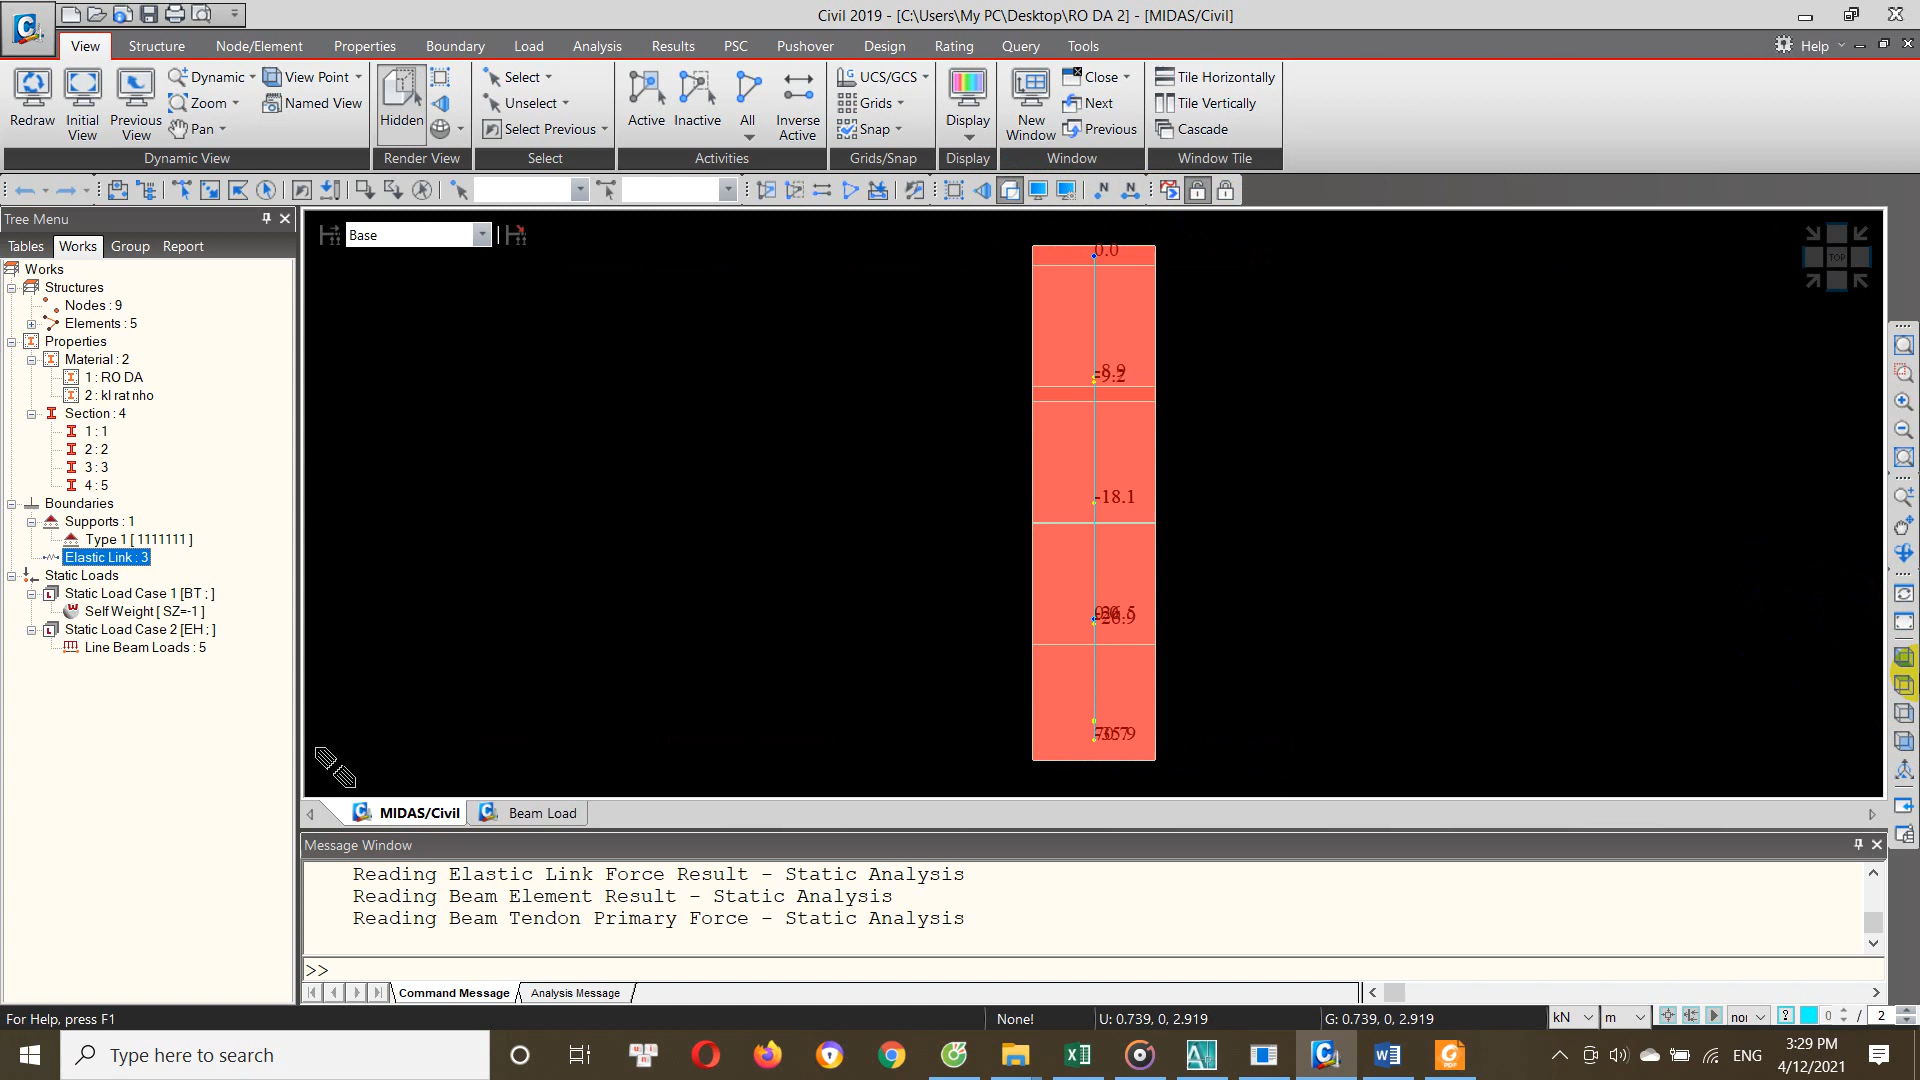 Civil 2019 - [C:\Users\My PC\Desktop\RO DA 2] - [MIDAS/Civil]
View Structure Node/Element Properties Boundary Load Analysis Results PSC Pushover Design Rating Query Tools Help
Redraw
Initial View
Previous View
Dynamic
Zoom
Pan
View Point
Named View
Dynamic View
Hidden
Render View
Select
Unselect
Select Previous
Select
Active
Inactive
All
Inverse Active
Activities
UCS/GCS
Grids
Snap
Grids/Snap
Display
Display
New Window
Close
Next
Previous
Window
Tile Horizontally
Tile Vertically
Cascade
Window Tile
Tree Menu
Tables Works Group Report
Works
Structures
Nodes : 9
Elements : 5
Properties
Material : 2
1 : RO DA
2 : kl rat nho
Section : 4
1 : 1
2 : 2
3 : 3
4 : 5
Boundaries
Supports : 1
Type 1 [ 1111111 ]
Elastic Link : 3
Static Loads
Static Load Case 1 [BT ; ]
Self Weight [ SZ=-1 ]
Static Load Case 2 [EH ; ]
Line Beam Loads : 5
Base
0.0
-8.9
-9.2
-18.1
-26.9
TOP
MIDAS/Civil Beam Load
Message Window
Reading Elastic Link Force Result - Static Analysis
Reading Beam Element Result - Static Analysis
Reading Beam Tendon Primary Force - Static Analysis
>>
Command Message Analysis Message
For Help, press F1 None! U: 0.739, 0, 2.919 G: 0.739, 0, 2.919 kN m nor ? 0 / 2
Type here to search
ENG
3:29 PM
4/12/2021